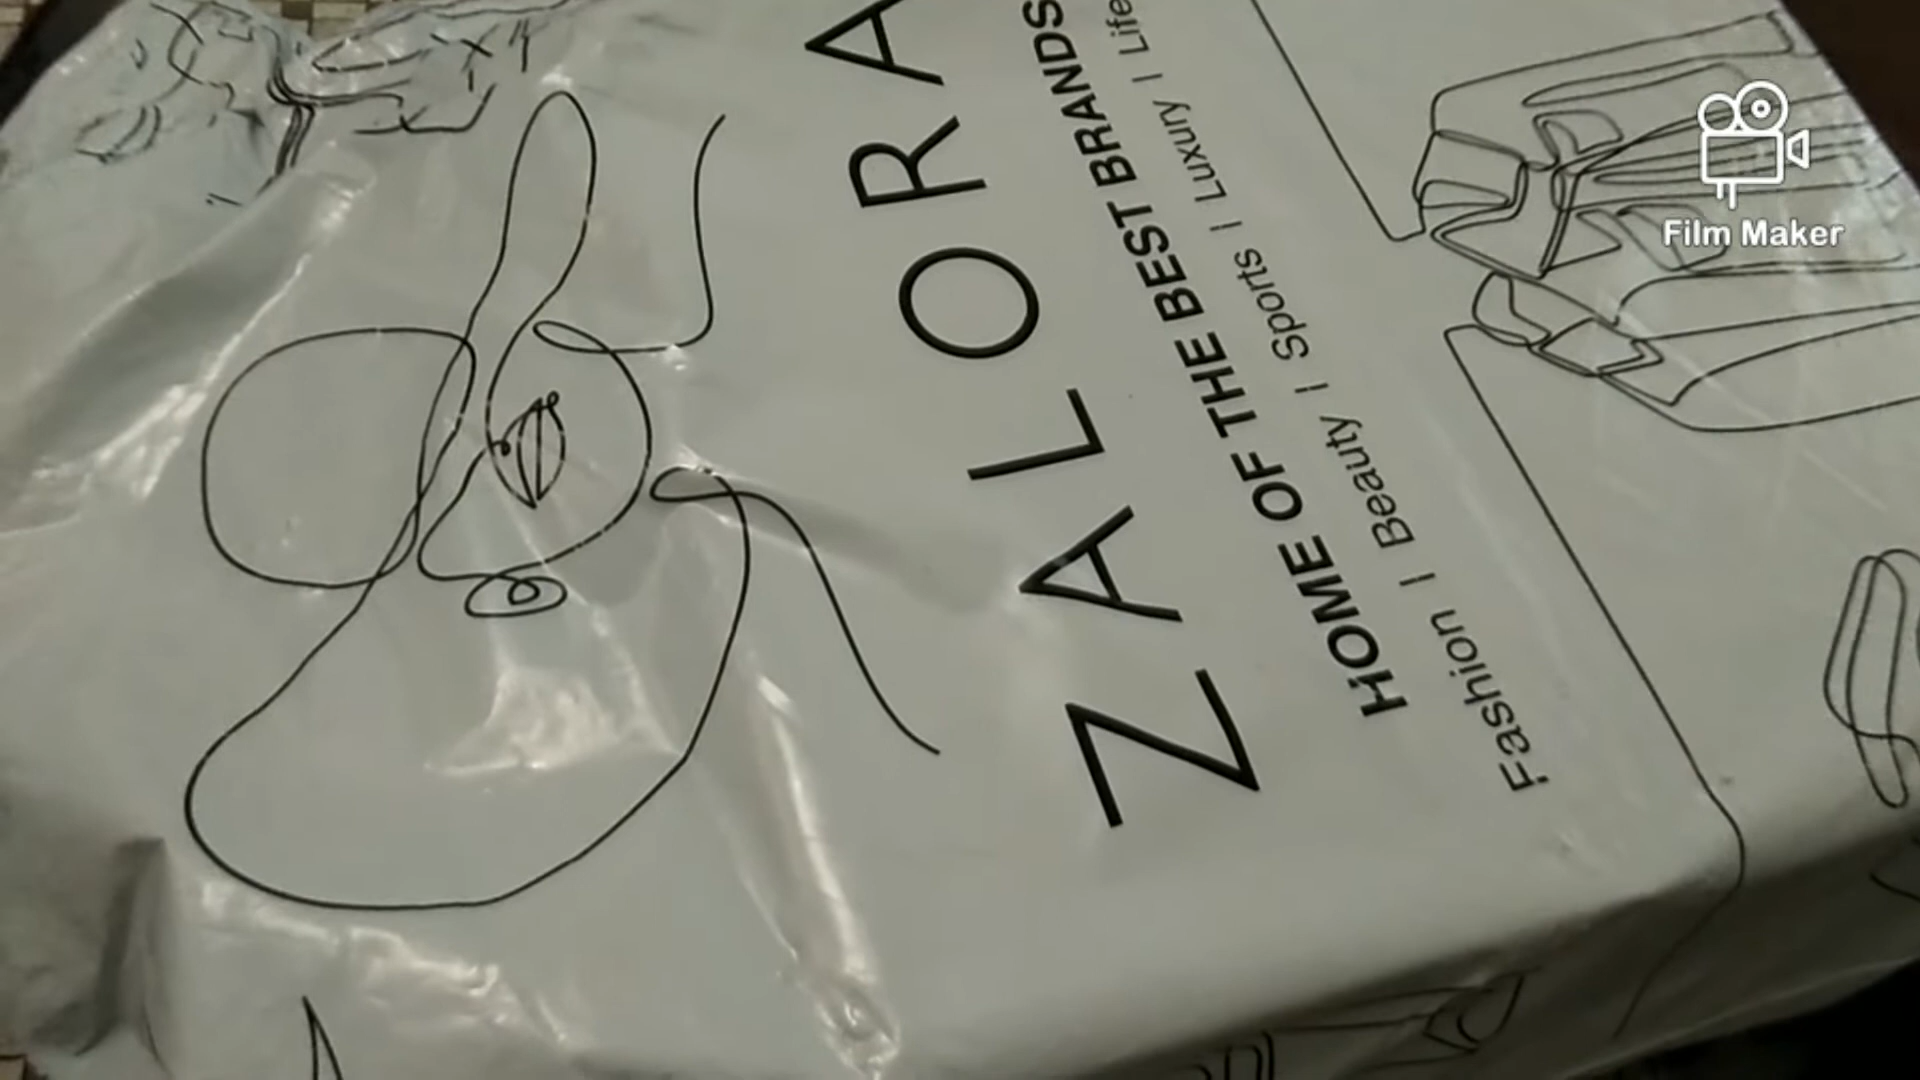 ZALORA
HOME OF THE BEST BRANDS
Fashion | Beauty | Sports | Luxury | Life
Film Maker